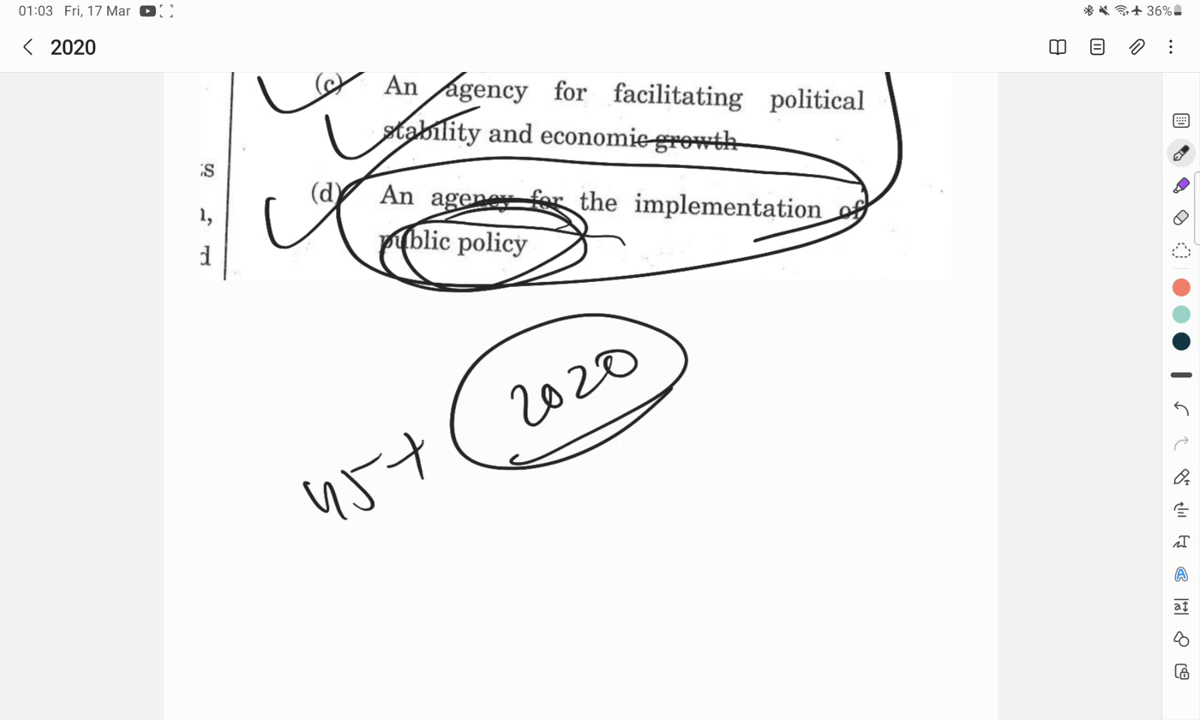 01:03 Fri, 17 Mar 36%
2020
(c) An agency for facilitating political
stability and economic growth
s
(d) An agency for the implementation of
ı,
public policy
d
2020
45+